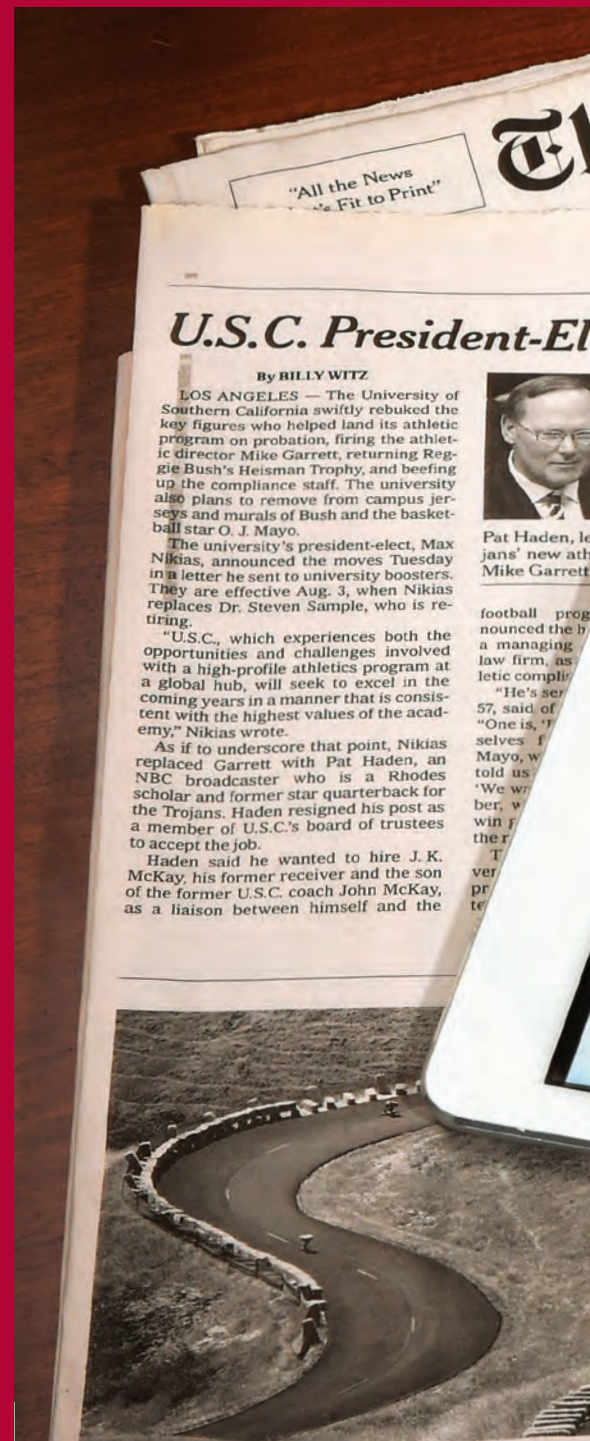 "All the News
Fit to Print"
U.S.C. President-El
By BILLY WITZ
LOS ANGELES — The University of
Southern California swiftly rebuked the
key figures who helped land its athletic
program on probation, firing the athlet-
ic director Mike Garrett, returning Reg-
gie Bush's Heisman Trophy, and beefing
up the compliance staff. The university
also plans to remove from campus jer-
seys and murals of Bush and the basket-
ball star O. J. Mayo.
The university's president-elect, Max
Nikias, announced the moves Tuesday
in a letter he sent to university boosters.
They are effective Aug. 3, when Nikias
replaces Dr. Steven Sample, who is re-
tiring.
"U.S.C., which experiences both the
opportunities and challenges involved
with a high-profile athletics program at
a global hub, will seek to excel in the
coming years in a manner that is consis-
tent with the highest values of the acad-
emy," Nikias wrote.
As if to underscore that point, Nikias
replaced Garrett with Pat Haden, an
NBC broadcaster who is a Rhodes
scholar and former star quarterback for
the Trojans. Haden resigned his post as
a member of U.S.C.'s board of trustees
to accept the job.
Haden said he wanted to hire J. K.
McKay, his former receiver and the son
of the former U.S.C. coach John McKay,
as a liaison between himself and the
Pat Haden, le
jans' new ath
Mike Garrett
football prog
nounced the h
a managing
law firm, as
letic compli
"He's ser
57, said of
"One is, '
selves f
Mayo, w
told us
'We w
ber, w
win
the r
T
ver
pr
te